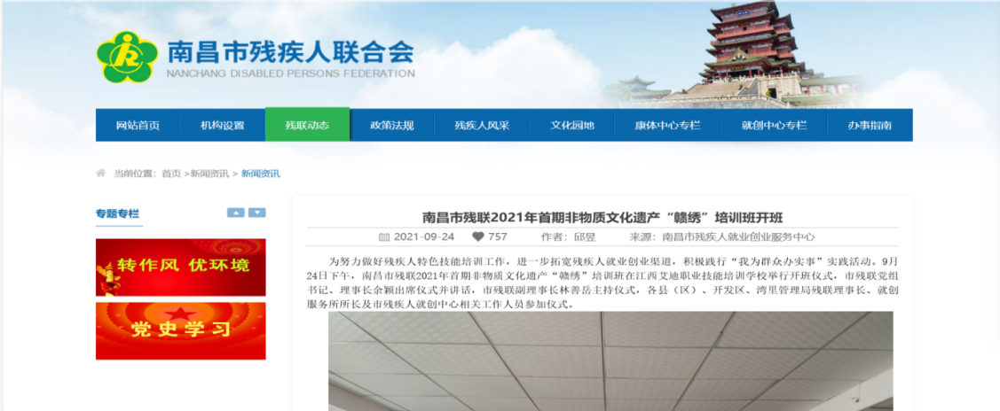 南昌市残疾人联合会
NANCHANG DISABLED PERSONS FEDERATION
网站首页 机构设置 残联动态 政策法规 残疾人风采 文化园地 康体中心专栏 就创中心专栏 办事指南
当前位置：首页 >新闻资讯 > 新闻资讯
专题专栏
转作风 优环境
党史学习
南昌市残联2021年首期非物质文化遗产“赣绣”培训班开班
2021-09-24 757 作者：邱昱 来源：南昌市残疾人就业创业服务中心
为努力做好残疾人特色技能培训工作，进一步拓宽残疾人就业创业渠道，积极践行“我为群众办实事”实践活动。9月
24日下午，南昌市残联2021年首期非物质文化遗产“赣绣”培训班在江西艾迪职业技能培训学校举行开班仪式，市残联党组
书记、理事长余颖出席仪式并讲话，市残联副理事长林善岳主持仪式，各县（区）、开发区、湾里管理局残联理事长、就创
服务所所长及市残疾人就创中心相关工作人员参加仪式。